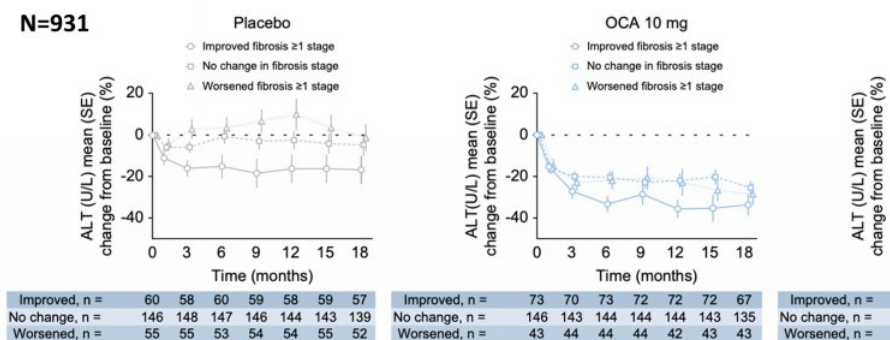 N=931
Placebo
Improved fibrosis ≥1 stage
No change in fibrosis stage
Worsened fibrosis ≥1 stage
ALT (U/L) mean (SE)
change from baseline (%)
20
0
-20
-40
0 3 6 9 12 15 18
Time (months)
Improved, n = 60 58 60 59 58 59 57
No change, n = 146 148 147 146 144 143 139
Worsened, n = 55 55 53 54 54 55 52
OCA 10 mg
Improved fibrosis ≥1 stage
No change in fibrosis stage
Worsened fibrosis ≥1 stage
ALT(U/L) mean (SE)
change from baseline (%)
20
0
-20
-40
0 3 6 9 12 15 18
Time (months)
Improved, n = 73 70 73 72 72 72 67
No change, n = 146 143 144 144 144 143 135
Worsened, n = 43 44 44 44 42 43 43
ALT (U/L) mean (SE)
change from baseline (%)
Improved, n =
No change, n =
Worsened, n =